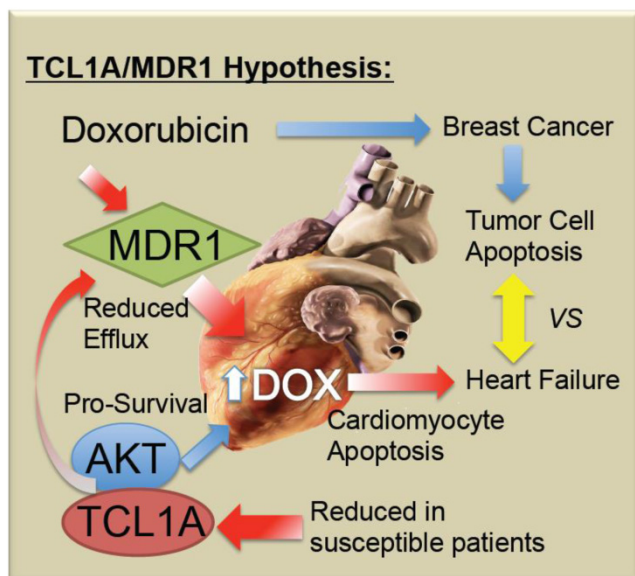 TCL1A/MDR1 Hypothesis:
Doxorubicin
Breast Cancer
MDR1
Tumor Cell
Apoptosis
Reduced
Efflux
VS
DOX
Heart Failure
Pro-Survival
Cardiomyocyte
Apoptosis
AKT
TCL1A
Reduced in
susceptible patients